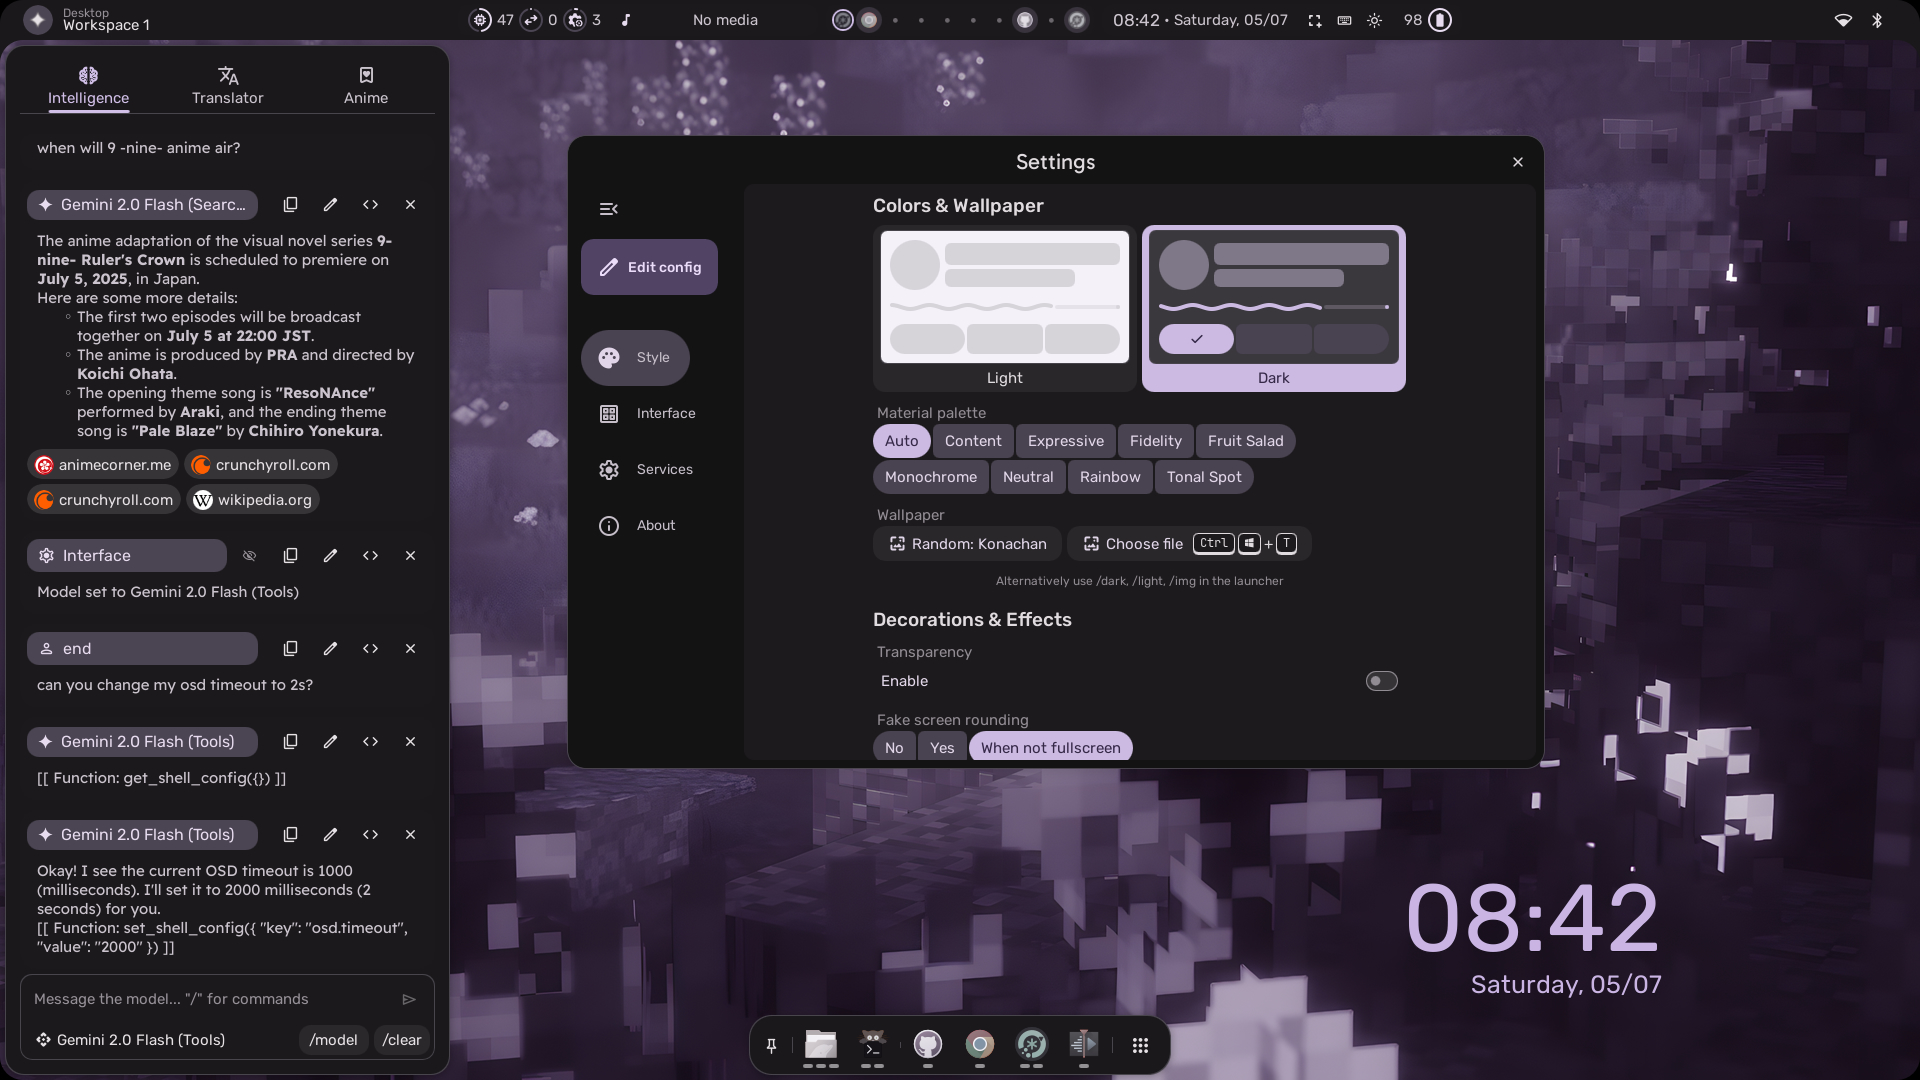 Desktop
Workspace 1
47
0
3
No media
08:42 • Saturday, 05/07
98
Intelligence
Translator
Anime
when will 9 -nine- anime air?
Gemini 2.0 Flash (Searc...
The anime adaptation of the visual novel series 9-
nine- Ruler's Crown is scheduled to premiere on
July 5, 2025, in Japan.
Here are some more details:
◦ The first two episodes will be broadcast
together on July 5 at 22:00 JST.
◦ The anime is produced by PRA and directed by
Koichi Ohata.
◦ The opening theme song is "ResoNAnce"
performed by Araki, and the ending theme
song is "Pale Blaze" by Chihiro Yonekura.
animecorner.me
crunchyroll.com
crunchyroll.com
W wikipedia.org
Interface
Model set to Gemini 2.0 Flash (Tools)
end
can you change my osd timeout to 2s?
Gemini 2.0 Flash (Tools)
[[ Function: get_shell_config({}) ]]
Gemini 2.0 Flash (Tools)
Okay! I see the current OSD timeout is 1000
(milliseconds). I'll set it to 2000 milliseconds (2
seconds) for you.
[[ Function: set_shell_config({ "key": "osd.timeout",
"value": "2000" }) ]]
Message the model... "/" for commands
Gemini 2.0 Flash (Tools)
/model
/clear
Settings
Edit config
Style
Interface
Services
About
Colors & Wallpaper
Light
Dark
Material palette
Auto
Content
Expressive
Fidelity
Fruit Salad
Monochrome
Neutral
Rainbow
Tonal Spot
Wallpaper
Random: Konachan
Choose file
Ctrl
+
T
Alternatively use /dark, /light, /img in the launcher
Decorations & Effects
Transparency
Enable
Fake screen rounding
No
Yes
When not fullscreen
08:42
Saturday, 05/07